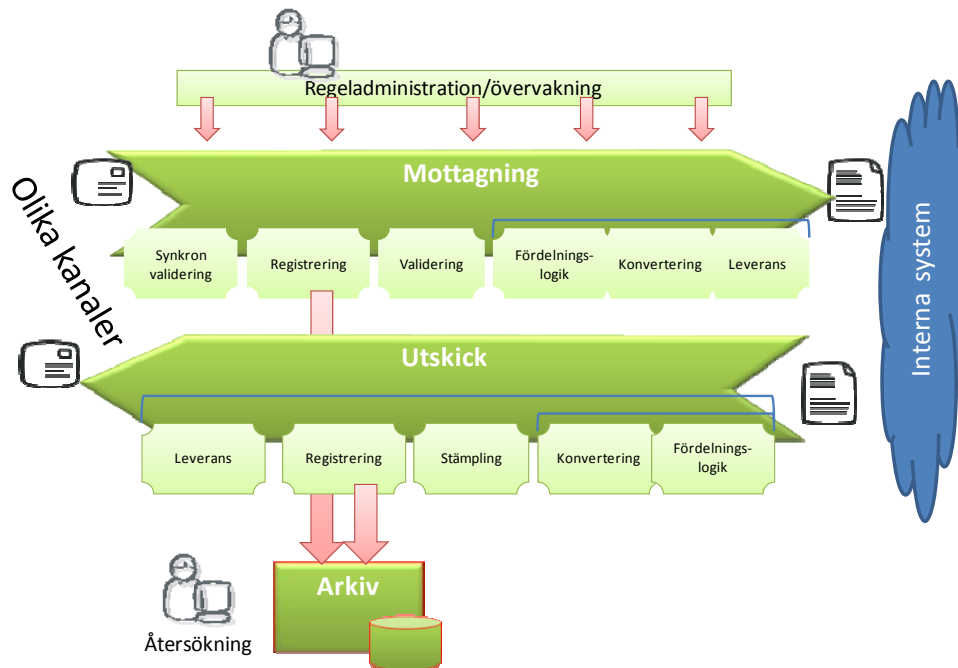 Regeladministration/övervakning
Mottagning
Olika kanaler
Synkron
validering
Registrering
Validering
Fördelnings-
logik
Konvertering
Leverans
Interna system
Utskick
Leverans
Registrering
Stämpling
Konvertering
Fördelnings-
logik
Arkiv
Återsökning